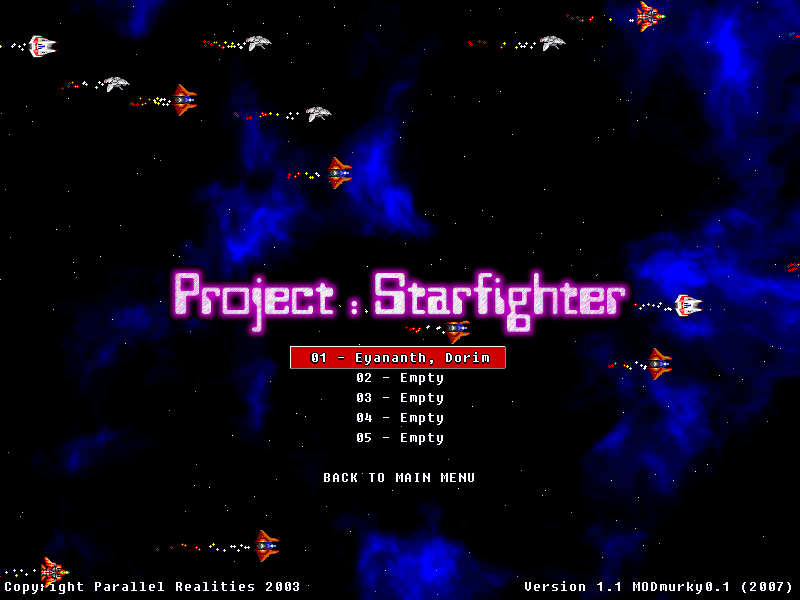 Project : Starfighter
01 - Eyananth, Dorim
02 - Empty
03 - Empty
04 - Empty
05 - Empty
BACK TO MAIN MENU
Copyright Parallel Realities 2003
Version 1.1 MODmurky0.1 (2007)